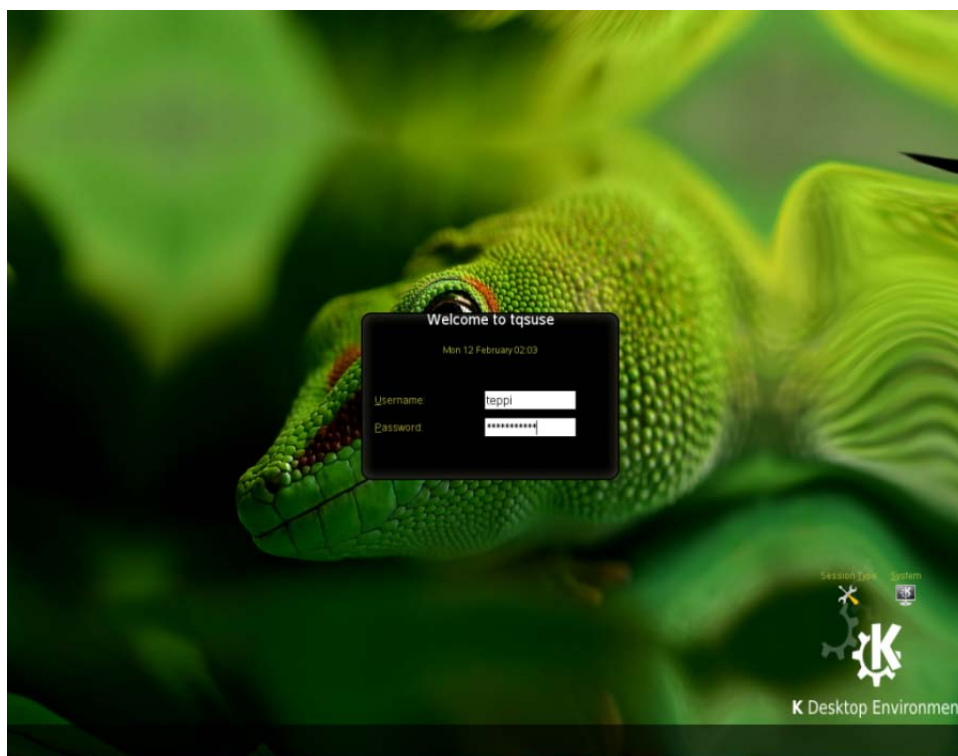 Welcome to tqsuse
Mon 12 February 02:03
Username: teppi
Password: ***********
Session Type System
K
K Desktop Environmen